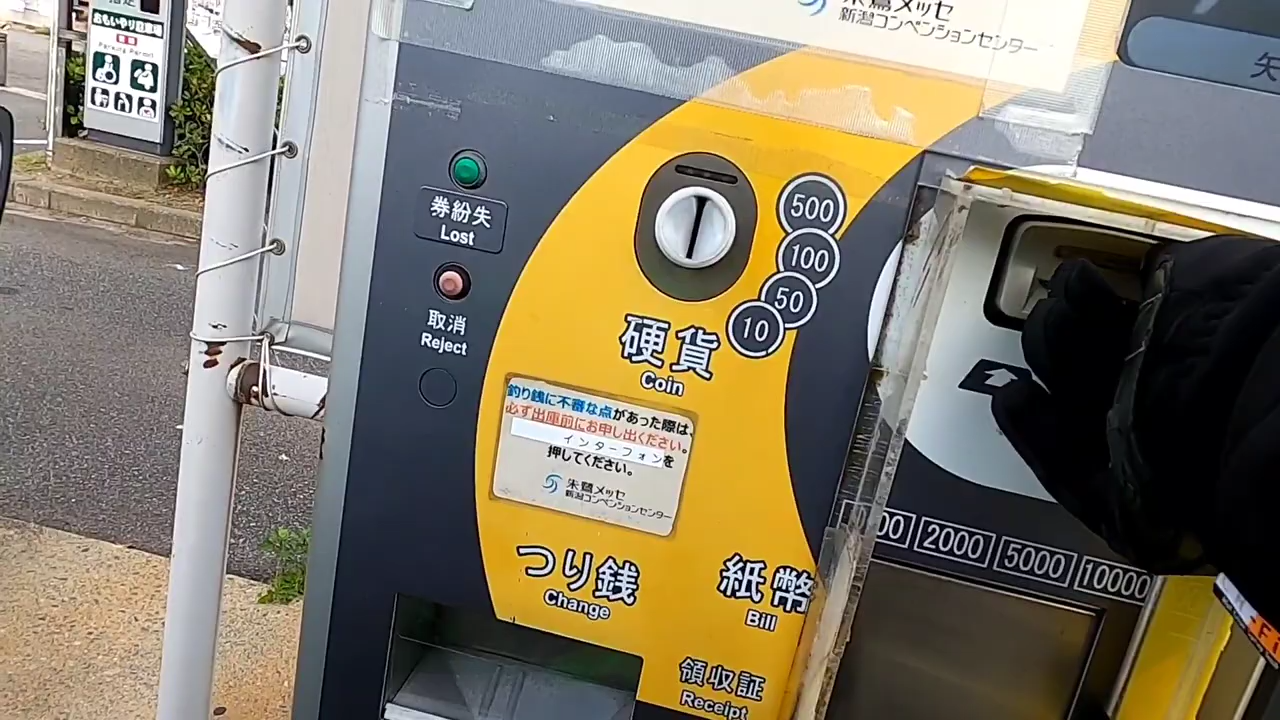 おもいやり駐車場
Parking Permit
朱鷺メッセ
新潟コンベンションセンター
矢
券紛失
Lost
取消
Reject
500
100
50
10
硬貨
Coin
釣り銭に不審な点があった際は、
必ず出庫前にお申し出ください。
インターフォンを
押してください。
朱鷺メッセ
新潟コンベンションセンター
2000
5000
10000
つり銭
Change
紙幣
Bill
領収証
Receipt